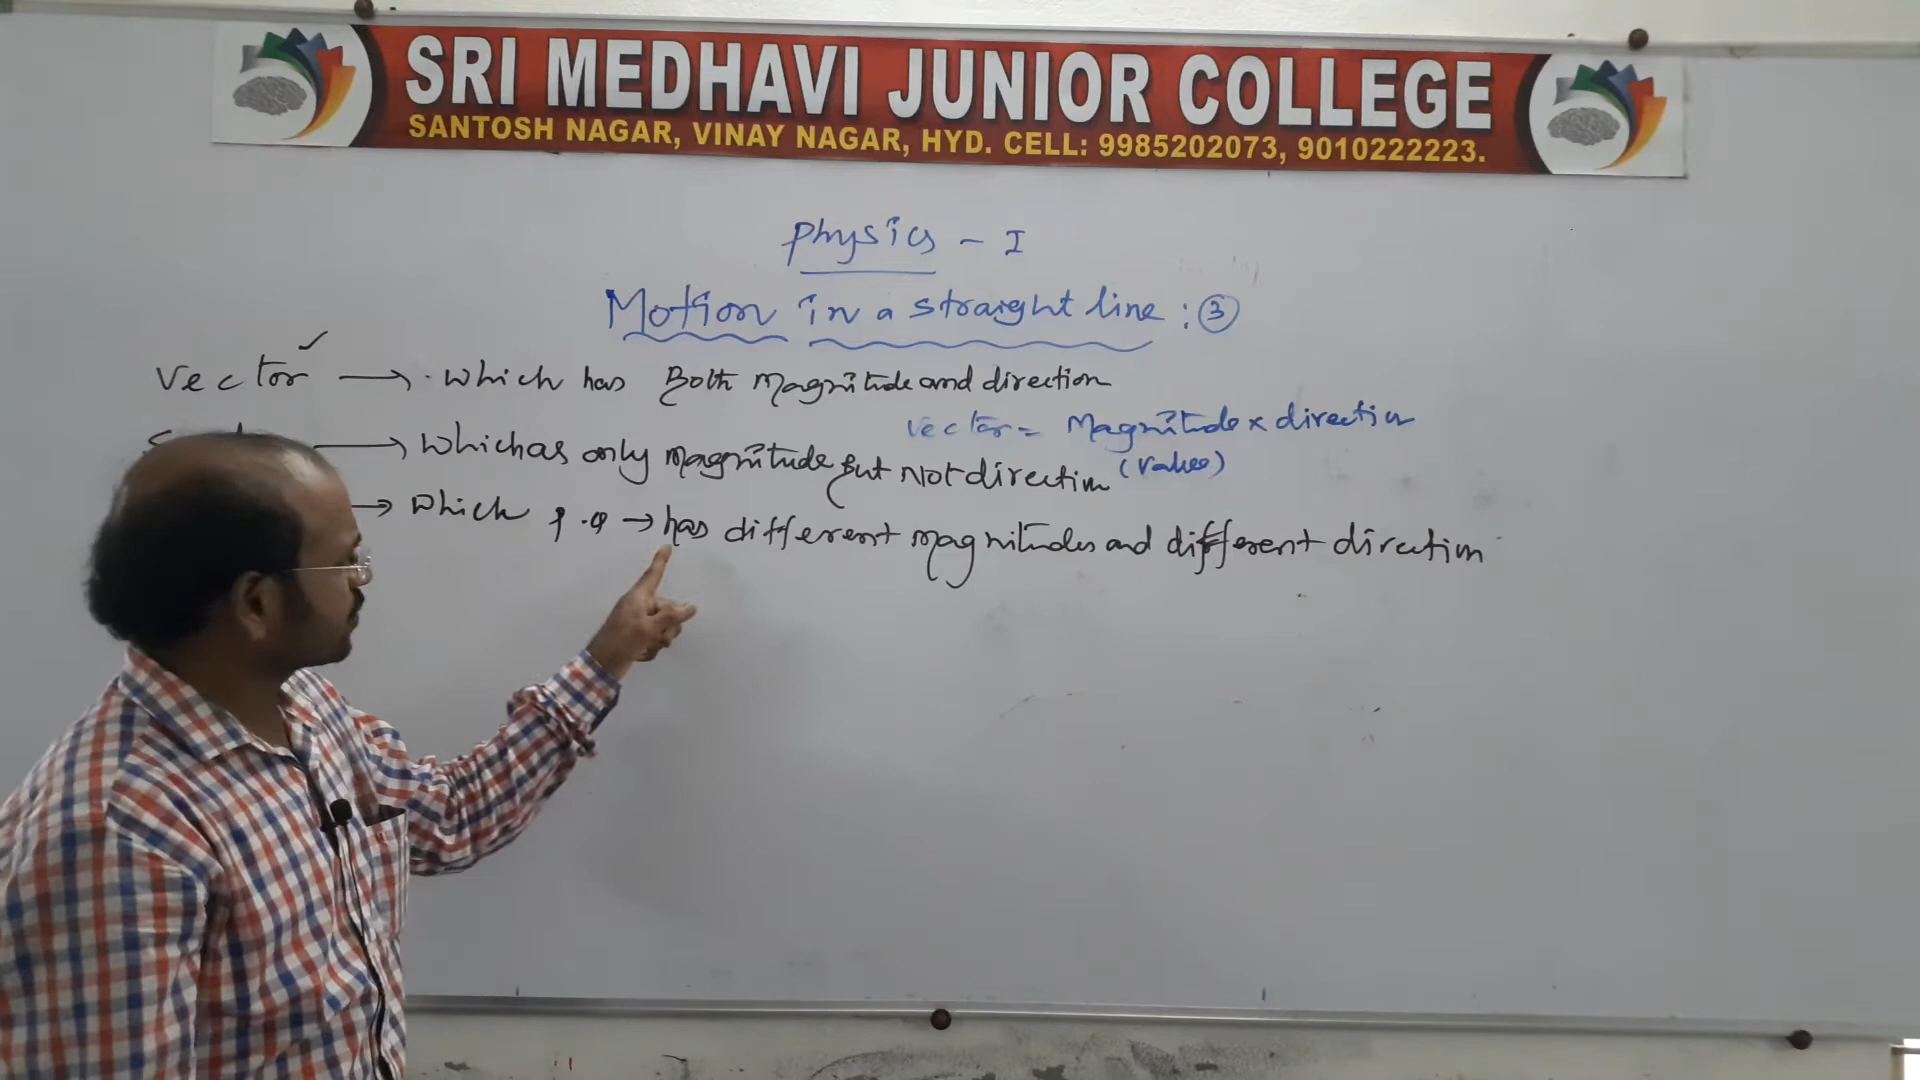 SRI MEDHAVI JUNIOR COLLEGE
SANTOSH NAGAR, VINAY NAGAR, HYD. CELL: 9985202073, 9010222223.
Physics - I
Motion in a straight line : 3
Vector → which has Both Magnitude and direction
Vector = Magnitude x direction
(Value)
→ Whichas only magnitude But Not direction
→ Which P.Q → has different magnitudes and different direction